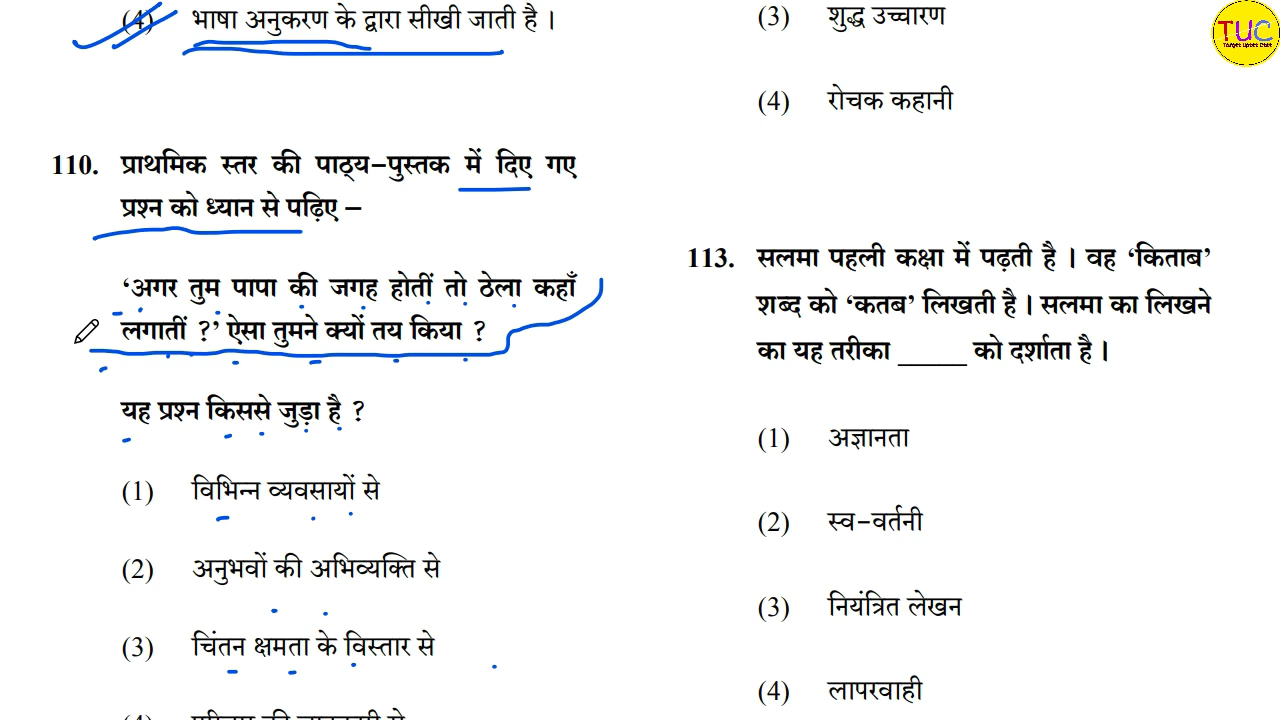 (4) भाषा अनुकरण के द्वारा सीखी जाती है ।
110. प्राथमिक स्तर की पाठ्य-पुस्तक में दिए गए
प्रश्न को ध्यान से पढ़िए –
‘अगर तुम पापा की जगह होतीं तो ठेला कहाँ
लगातीं ?’ ऐसा तुमने क्यों तय किया ?
यह प्रश्न किससे जुड़ा है ?
(1) विभिन्न व्यवसायों से
(2) अनुभवों की अभिव्यक्ति से
(3) चिंतन क्षमता के विस्तार से
(3) शुद्ध उच्चारण
(4) रोचक कहानी
113. सलमा पहली कक्षा में पढ़ती है । वह ‘किताब’
शब्द को ‘कतब’ लिखती है । सलमा का लिखने
का यह तरीका _____ को दर्शाता है ।
(1) अज्ञानता
(2) स्व-वर्तनी
(3) नियंत्रित लेखन
(4) लापरवाही
TUC